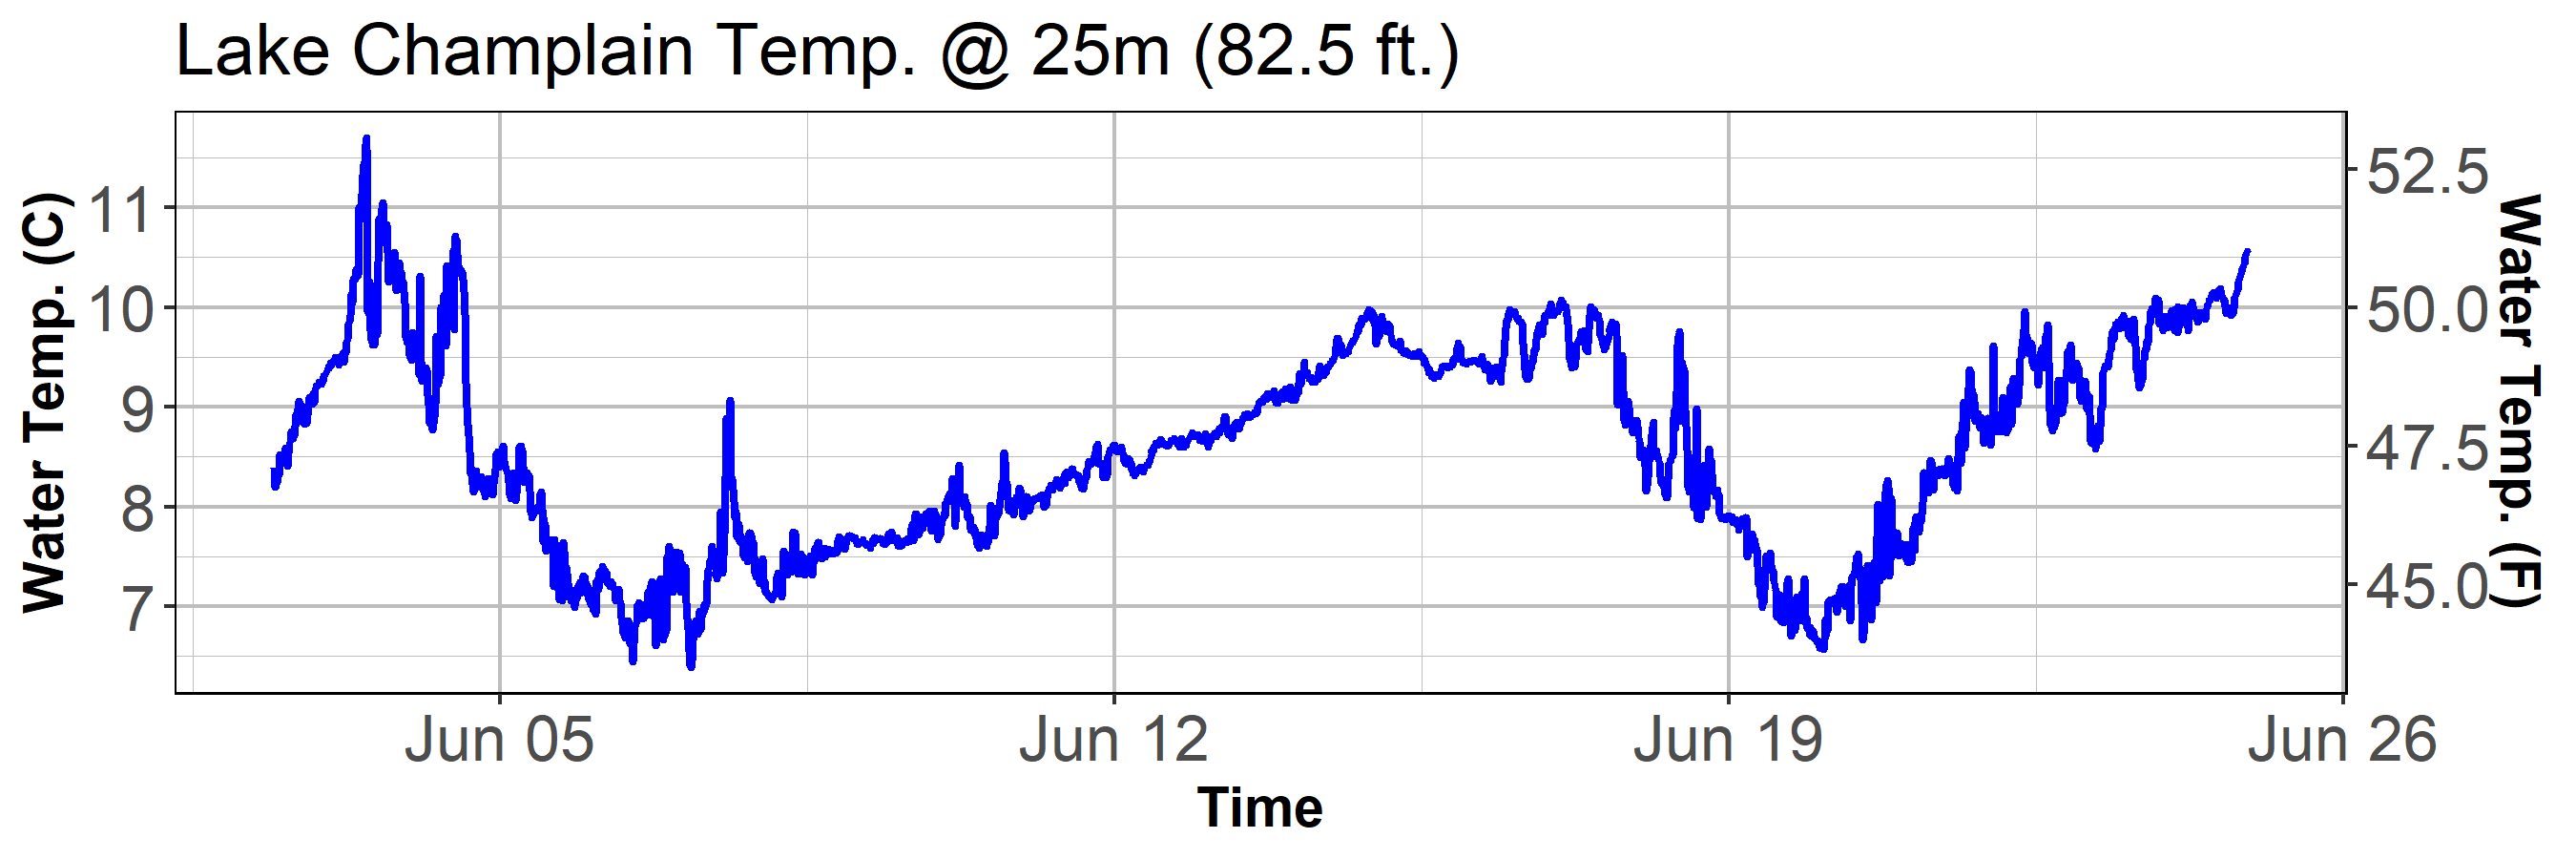 Lake Champlain Temp. @ 25m (82.5 ft.)
Water Temp. (C)
11
10
9
8
7
52.5
50.0
47.5
45.0
Water Temp. (F)
Jun 05
Jun 12
Jun 19
Jun 26
Time